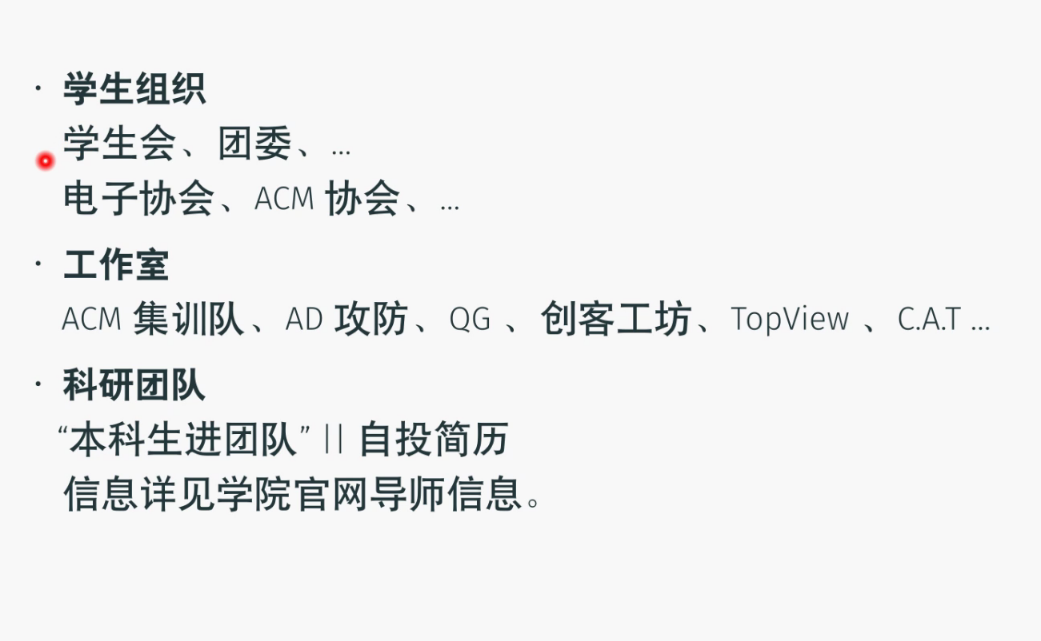 · 学生组织
学生会、团委、...
电子协会、ACM 协会、...
· 工作室
ACM 集训队、AD 攻防、QG 、创客工坊、TopView 、C.A.T ...
· 科研团队
“本科生进团队” || 自投简历
信息详见学院官网导师信息。